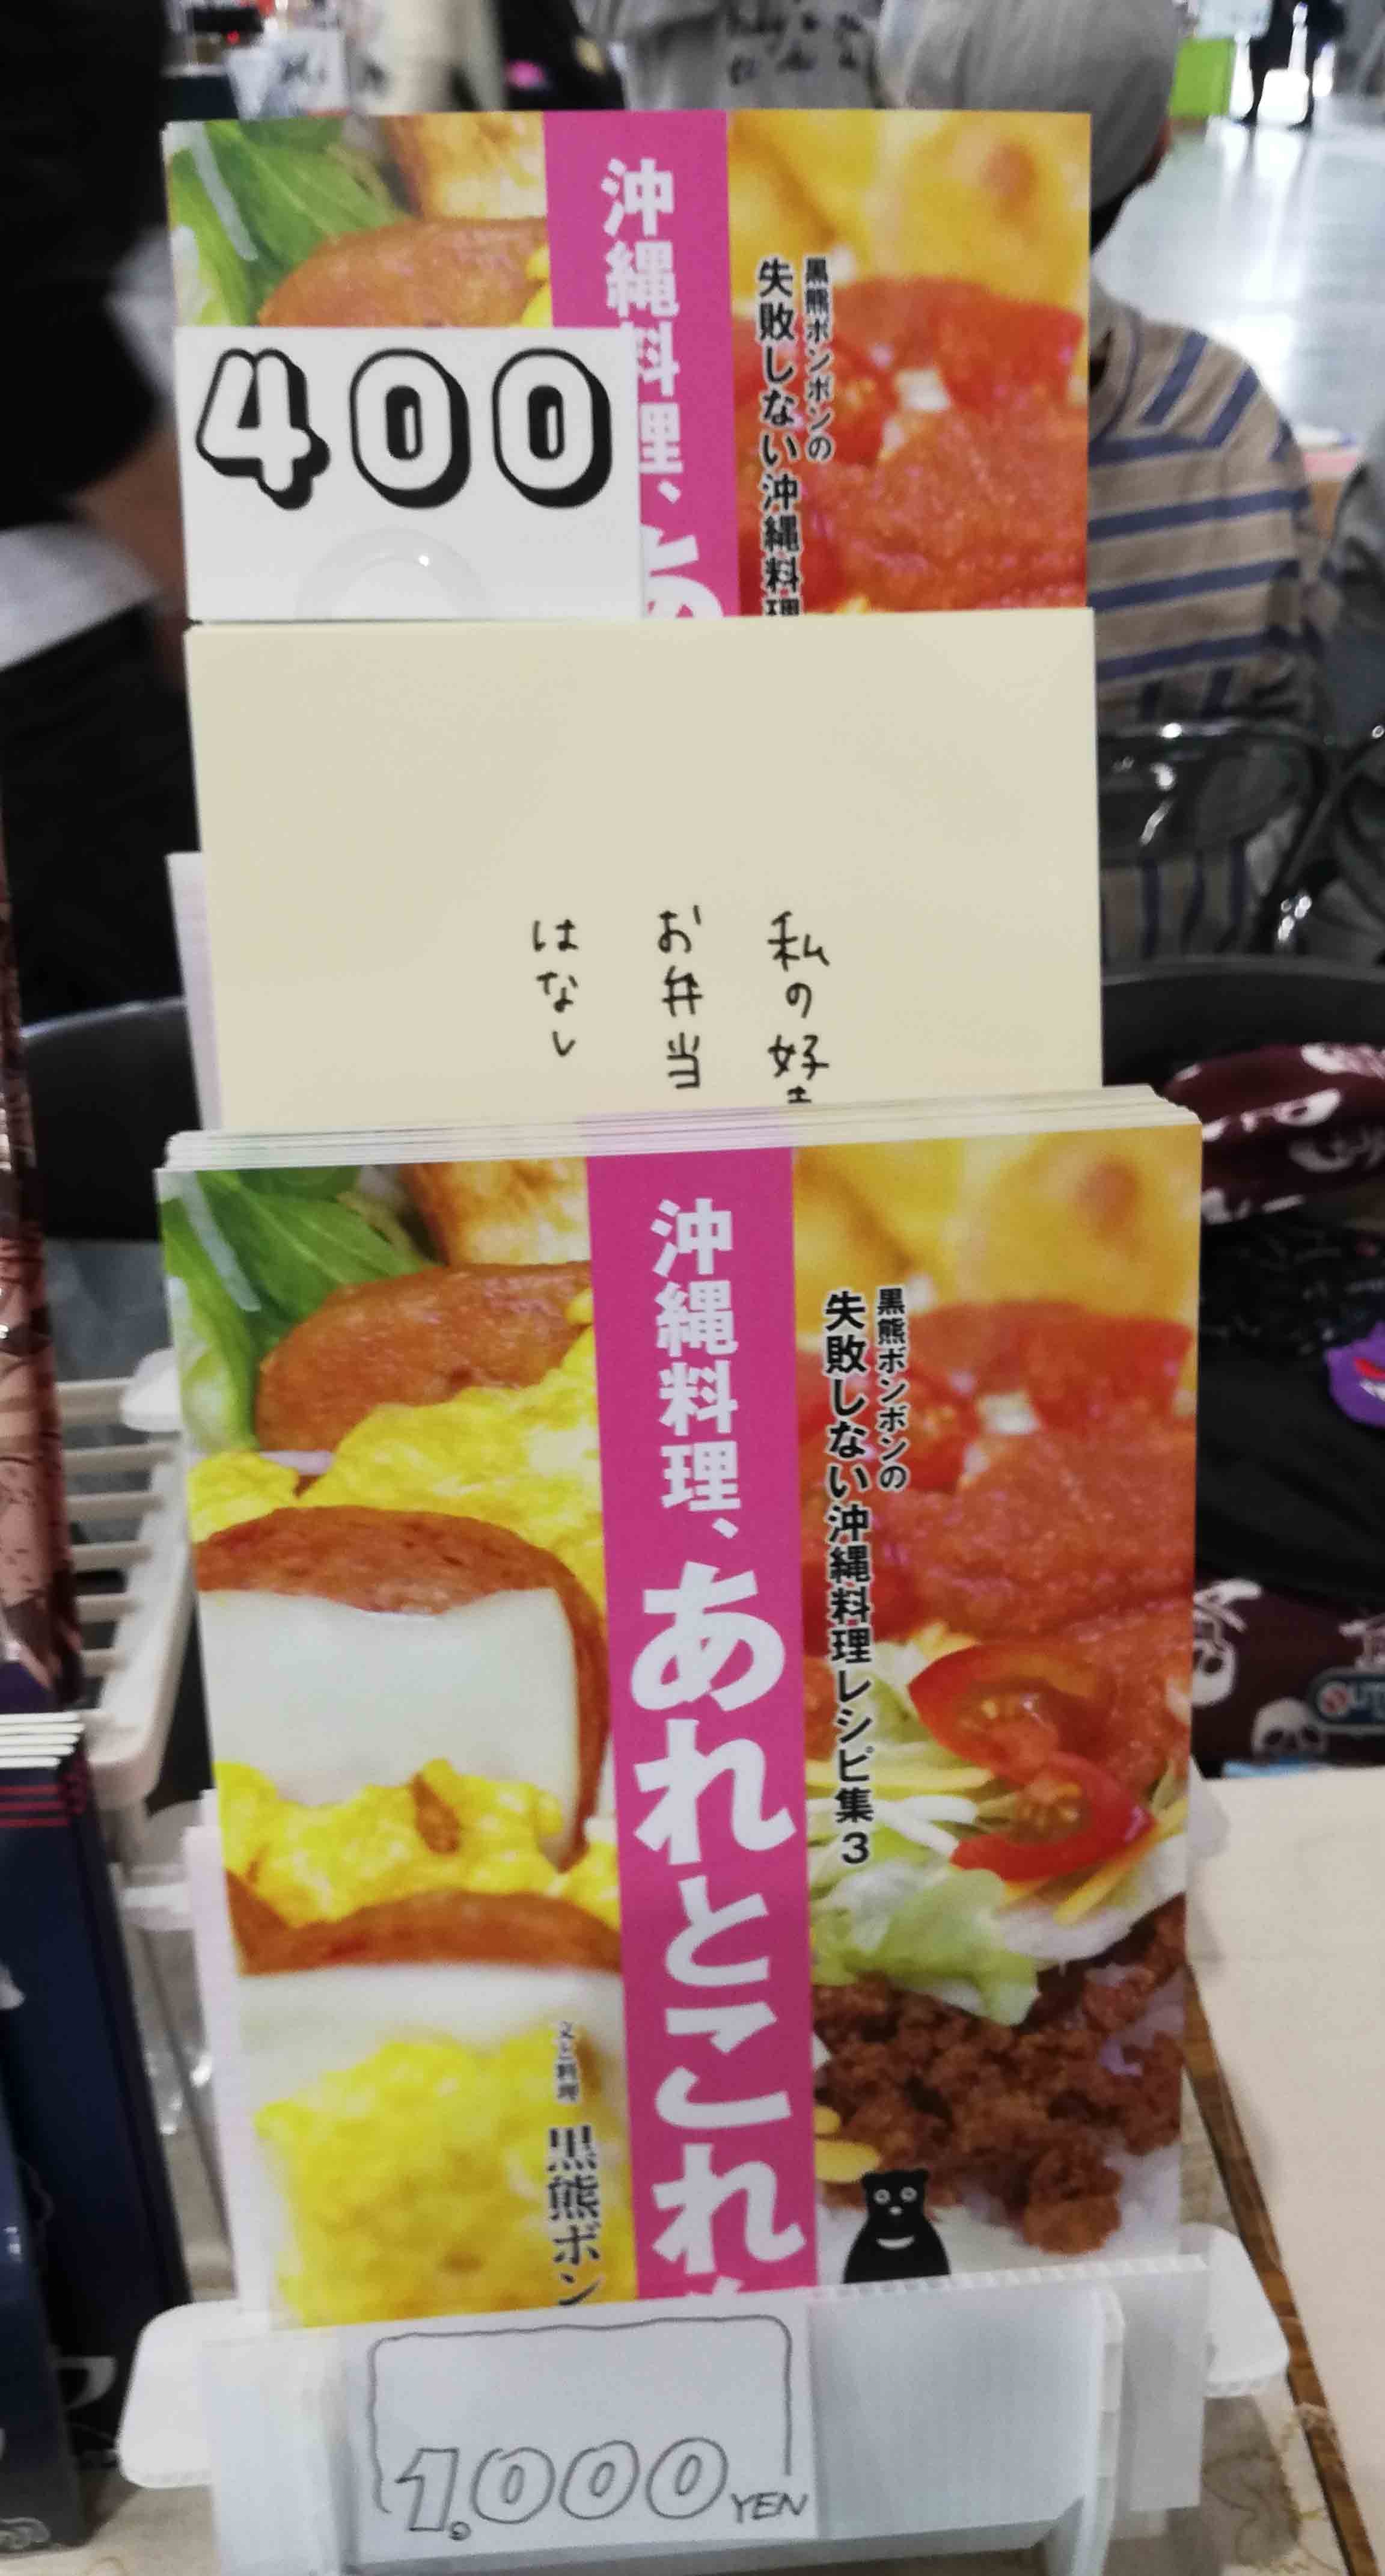 沖縄料理、あ
黒熊ボンボンの
失敗しない沖縄料理
400
私の好き
お弁当
はなし
沖縄料理、あれとこれ
黒熊ボンボンの
失敗しない沖縄料理レシピ集3
文と料理 黒熊ボン
1,000 YEN